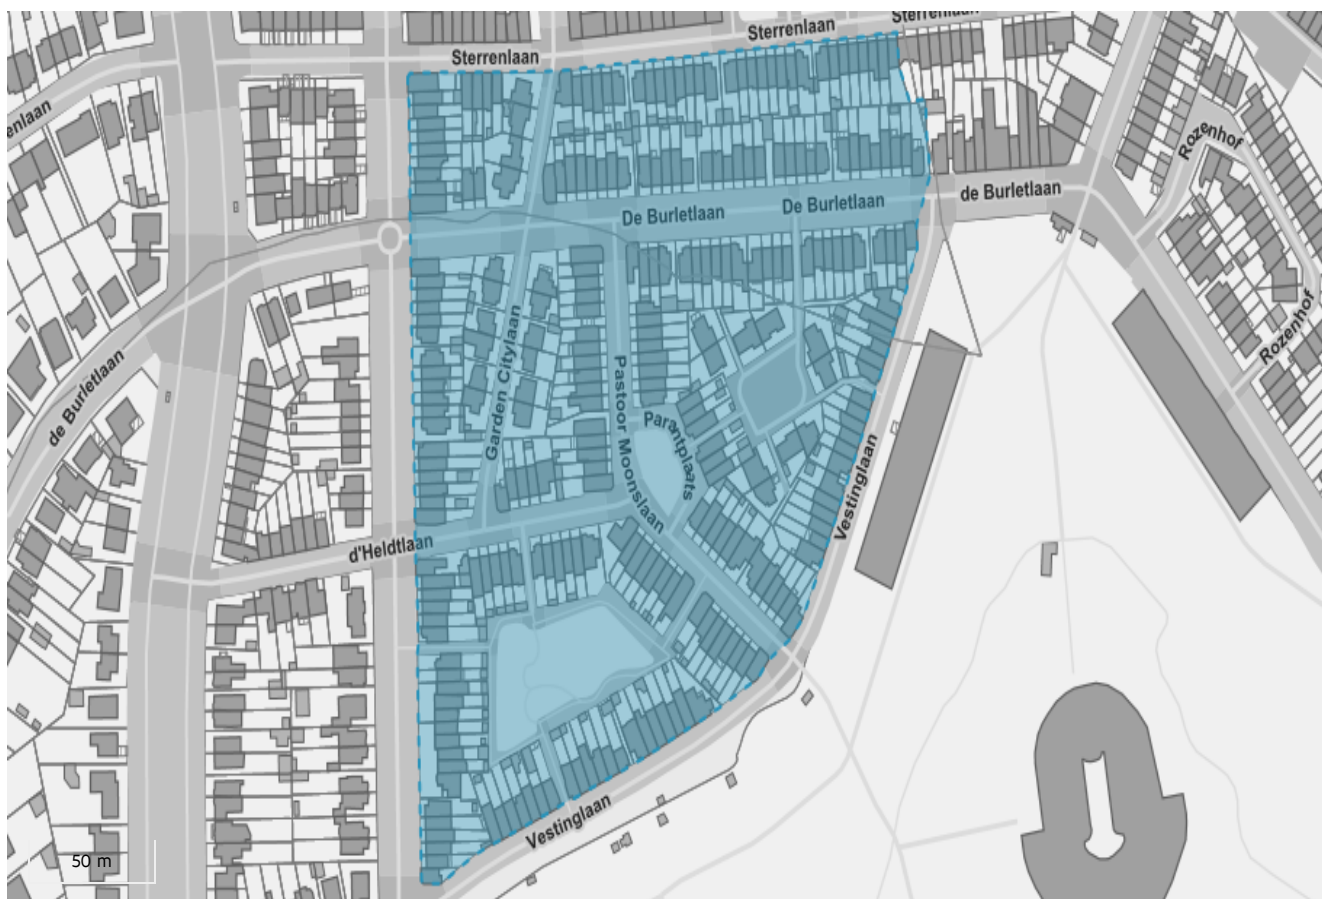 Sterrenlaan
Sterrenlaan
Sterrenlaan
enlaan
Rozenhof
de Burletlaan
De Burletlaan
De Burletlaan
Rozenhof
Garden Citylaan
de Burletlaan
Pastoor Moonslaan
Parentplaats
Vestinglaan
d'Heldtlaan
Vestinglaan
50 m